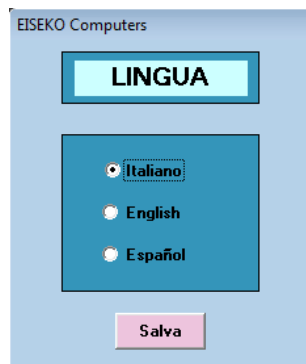 EISEKO Computers
LINGUA
Italiano
English
Español
Salva